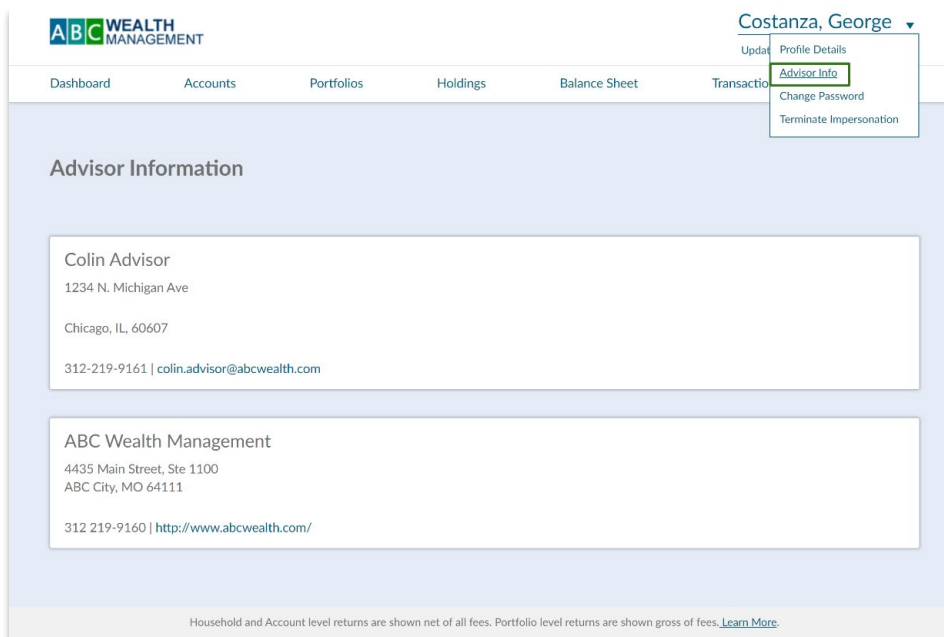 ABC WEALTH
MANAGEMENT
Costanza, George
Updat
Profile Details
Advisor Info
Change Password
Terminate Impersonation
Dashboard Accounts Portfolios Holdings Balance Sheet Transactio
Advisor Information
Colin Advisor
1234 N. Michigan Ave
Chicago, IL, 60607
312-219-9161 | colin.advisor@abcwealth.com
ABC Wealth Management
4435 Main Street, Ste 1100
ABC City, MO 64111
312 219-9160 | http://www.abcwealth.com/
Household and Account level returns are shown net of all fees. Portfolio level returns are shown gross of fees. Learn More.